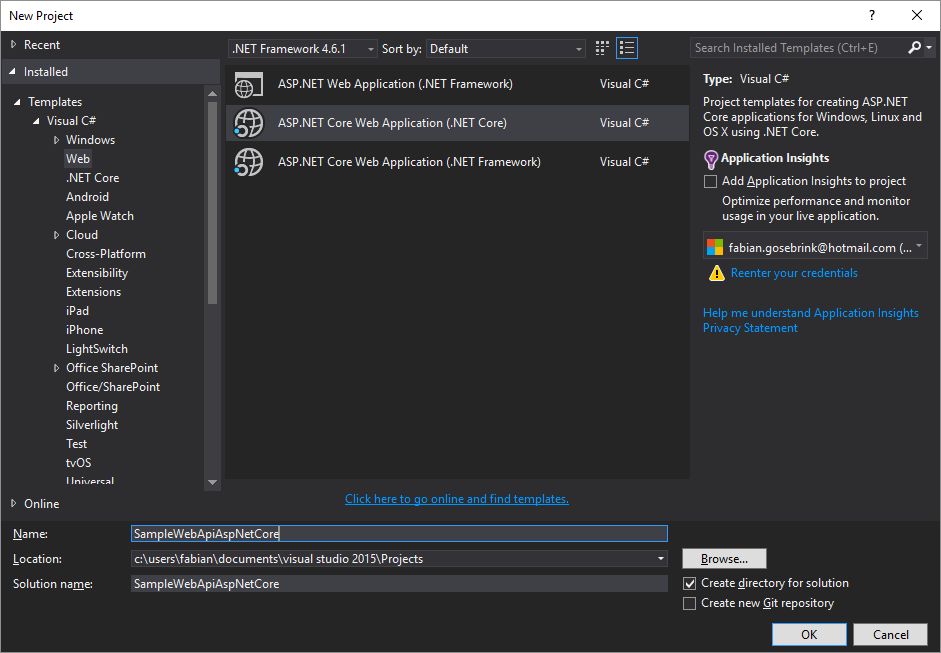 New Project
?
Recent
.NET Framework 4.6.1
Sort by: Default
Search Installed Templates (Ctrl+E)
Installed
Templates
Visual C#
Windows
Web
.NET Core
Android
Apple Watch
Cloud
Cross-Platform
Extensibility
Extensions
iPad
iPhone
LightSwitch
Office SharePoint
Office/SharePoint
Reporting
Silverlight
Test
tvOS
Universal
Online
ASP.NET Web Application (.NET Framework) Visual C#
ASP.NET Core Web Application (.NET Core) Visual C#
ASP.NET Core Web Application (.NET Framework) Visual C#
Click here to go online and find templates.
Type: Visual C#
Project templates for creating ASP.NET
Core applications for Windows, Linux and
OS X using .NET Core.
Application Insights
Add Application Insights to project
Optimize performance and monitor
usage in your live application.
fabian.gosebrink@hotmail.com (...
Reenter your credentials
Help me understand Application Insights
Privacy Statement
Name: SampleWebApiAspNetCore
Location: c:\users\fabian\documents\visual studio 2015\Projects
Browse...
Solution name: SampleWebApiAspNetCore
Create directory for solution
Create new Git repository
OK
Cancel